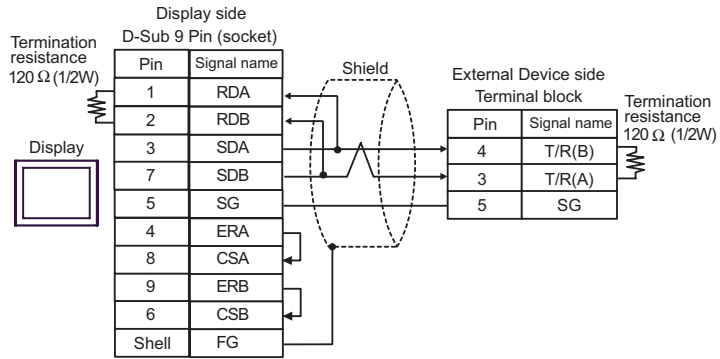 Display side
D-Sub 9 Pin (socket)
Termination
resistance
120 Ω (1/2W)
Pin Signal name
1 RDA
2 RDB
3 SDA
7 SDB
5 SG
4 ERA
8 CSA
9 ERB
6 CSB
Shell FG
Display
Shield
External Device side
Terminal block
Pin Signal name
4 T/R(B)
3 T/R(A)
5 SG
Termination
resistance
120 Ω (1/2W)